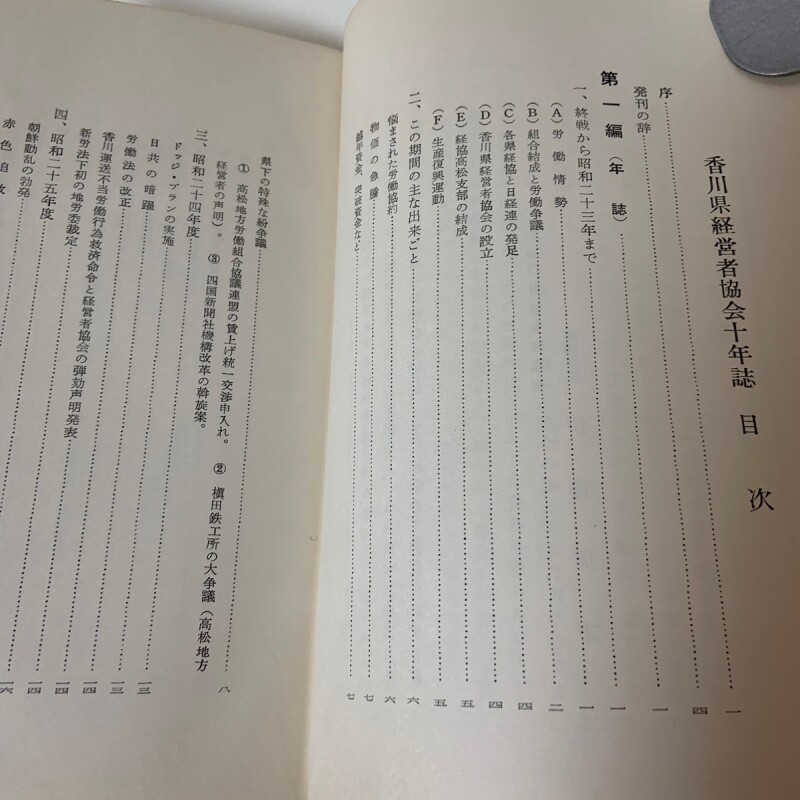 香川県経営者協会十年誌 目次
序……一
発刊の辞……四
第一編（年誌）……一
一、終戦から昭和二十三年まで……一
(A) 労働情勢……一
(B) 組合結成と労働争議……二
(C) 各県経協と日経連の発足……四
(D) 香川県経営者協会の設立……四
(E) 経協高松支部の結成……五
(F) 生産復興運動……五
二、この期間の主な出来ごと……六
悩まされた労働協約……六
物価の急騰……七
越年資金、突破資金など……七
県下の特殊な紛争議……八
① 高松地方労働組合協議連盟の賃上げ統一交渉申入れ。 ② 槇田鉄工所の大争議（高松地方
経営者の声明）。 ③ 四国新聞社機構改革の斡旋案。
三、昭和二十四年度……一三
ドッジ・プランの実施……一三
日共の暗躍……一四
労働法の改正……一四
香川運送不当労働行為救済命令と経営者協会の弾劾声明発表……一四
新労法下初の地労委裁定……一六
四、昭和二十五年度
朝鮮動乱の勃発
赤色追放